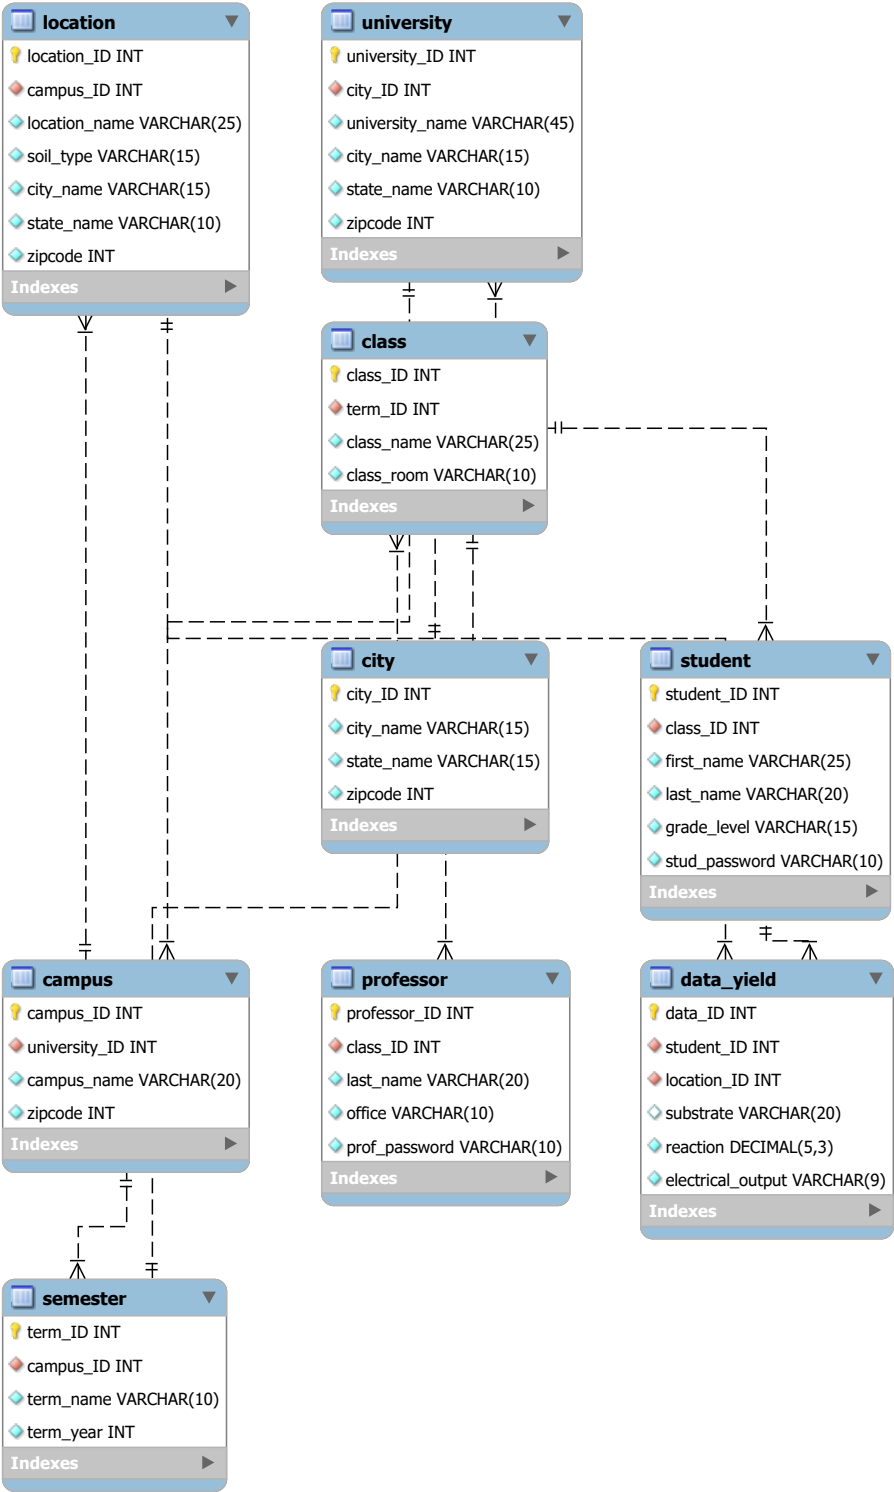 location
location_ID INT
campus_ID INT
location_name VARCHAR(25)
soil_type VARCHAR(15)
city_name VARCHAR(15)
state_name VARCHAR(10)
zipcode INT
Indexes
university
university_ID INT
city_ID INT
university_name VARCHAR(45)
city_name VARCHAR(15)
state_name VARCHAR(10)
zipcode INT
Indexes
class
class_ID INT
term_ID INT
class_name VARCHAR(25)
class_room VARCHAR(10)
Indexes
city
city_ID INT
city_name VARCHAR(15)
state_name VARCHAR(15)
zipcode INT
Indexes
student
student_ID INT
class_ID INT
first_name VARCHAR(25)
last_name VARCHAR(20)
grade_level VARCHAR(15)
stud_password VARCHAR(10)
Indexes
campus
campus_ID INT
university_ID INT
campus_name VARCHAR(20)
zipcode INT
Indexes
professor
professor_ID INT
class_ID INT
last_name VARCHAR(20)
office VARCHAR(10)
prof_password VARCHAR(10)
Indexes
data_yield
data_ID INT
student_ID INT
location_ID INT
substrate VARCHAR(20)
reaction DECIMAL(5,3)
electrical_output VARCHAR(9)
Indexes
semester
term_ID INT
campus_ID INT
term_name VARCHAR(10)
term_year INT
Indexes